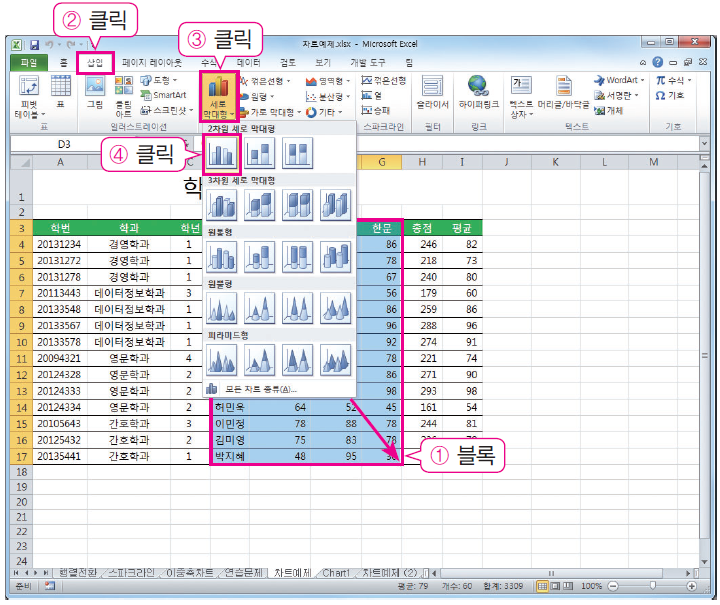 ② 클릭
③ 클릭
차트예제.xlsx - Microsoft Excel
파일 홈 삽입 페이지 레이아웃 수식 데이터 검토 보기 개발 도구 팀
피벗 테이블 표 그림 클립 아트 도형 SmartArt 스크린샷 세로 막대형 꺾은선형 원형 가로 막대형 영역형 분산형 기타 꺾은선형 열 승패 슬라이서 하이퍼링크 텍스트 상자 머리글/바닥글 WordArt 서명란 개체 수식 기호
표 일러스트레이션 스파크라인 필터 링크 텍스트 기호
D3
④ 클릭
2차원 세로 막대형
3차원 세로 막대형
원통형
원뿔형
피라미드형
모든 차트 종류(A)...
A B C G H I J K L M
1 학
2
3 학번 학과 학년 한문 총점 평균
4 20131234 경영학과 1 86 246 82
5 20131272 경영학과 1 78 218 73
6 20131278 경영학과 1 67 240 80
7 20113443 데이터정보학과 3 56 179 60
8 20133548 데이터정보학과 1 86 259 86
9 20133567 데이터정보학과 1 96 288 96
10 20133578 데이터정보학과 1 92 274 91
11 20094321 영문학과 4 78 221 74
12 20124328 영문학과 2 86 271 90
13 20124333 영문학과 2 98 293 98
14 20124334 영문학과 2 허민욱 64 52 45 161 54
15 20105643 간호학과 3 이민정 78 88 78 244 81
16 20125432 간호학과 2 김미영 75 83 78
17 20135441 간호학과 1 박지혜 48 95
① 블록
18
19
20
21
22
23
24
행렬전환 스파크라인 이중축차트 연습문제 차트예제 Chart1 차트예제 (2)
준비 평균: 79 개수: 60 합계: 3309 100%